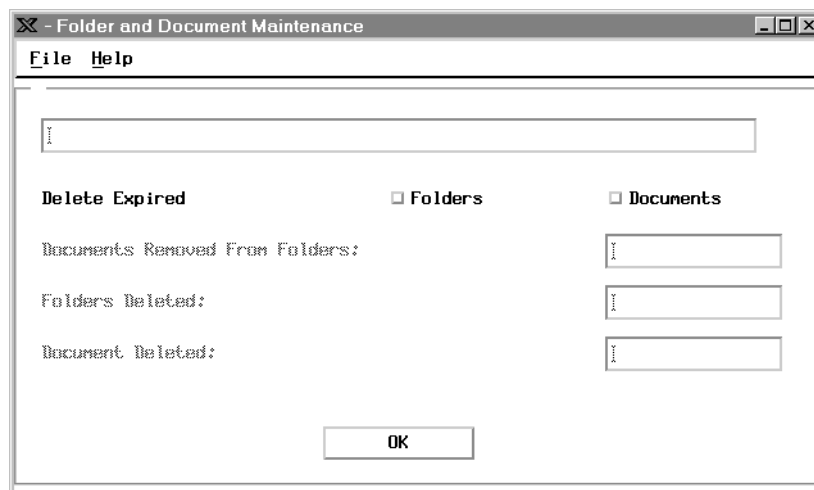 - Folder and Document Maintenance
File Help
Delete Expired Folders Documents
Documents Removed From Folders:
Folders Deleted:
Document Deleted:
OK